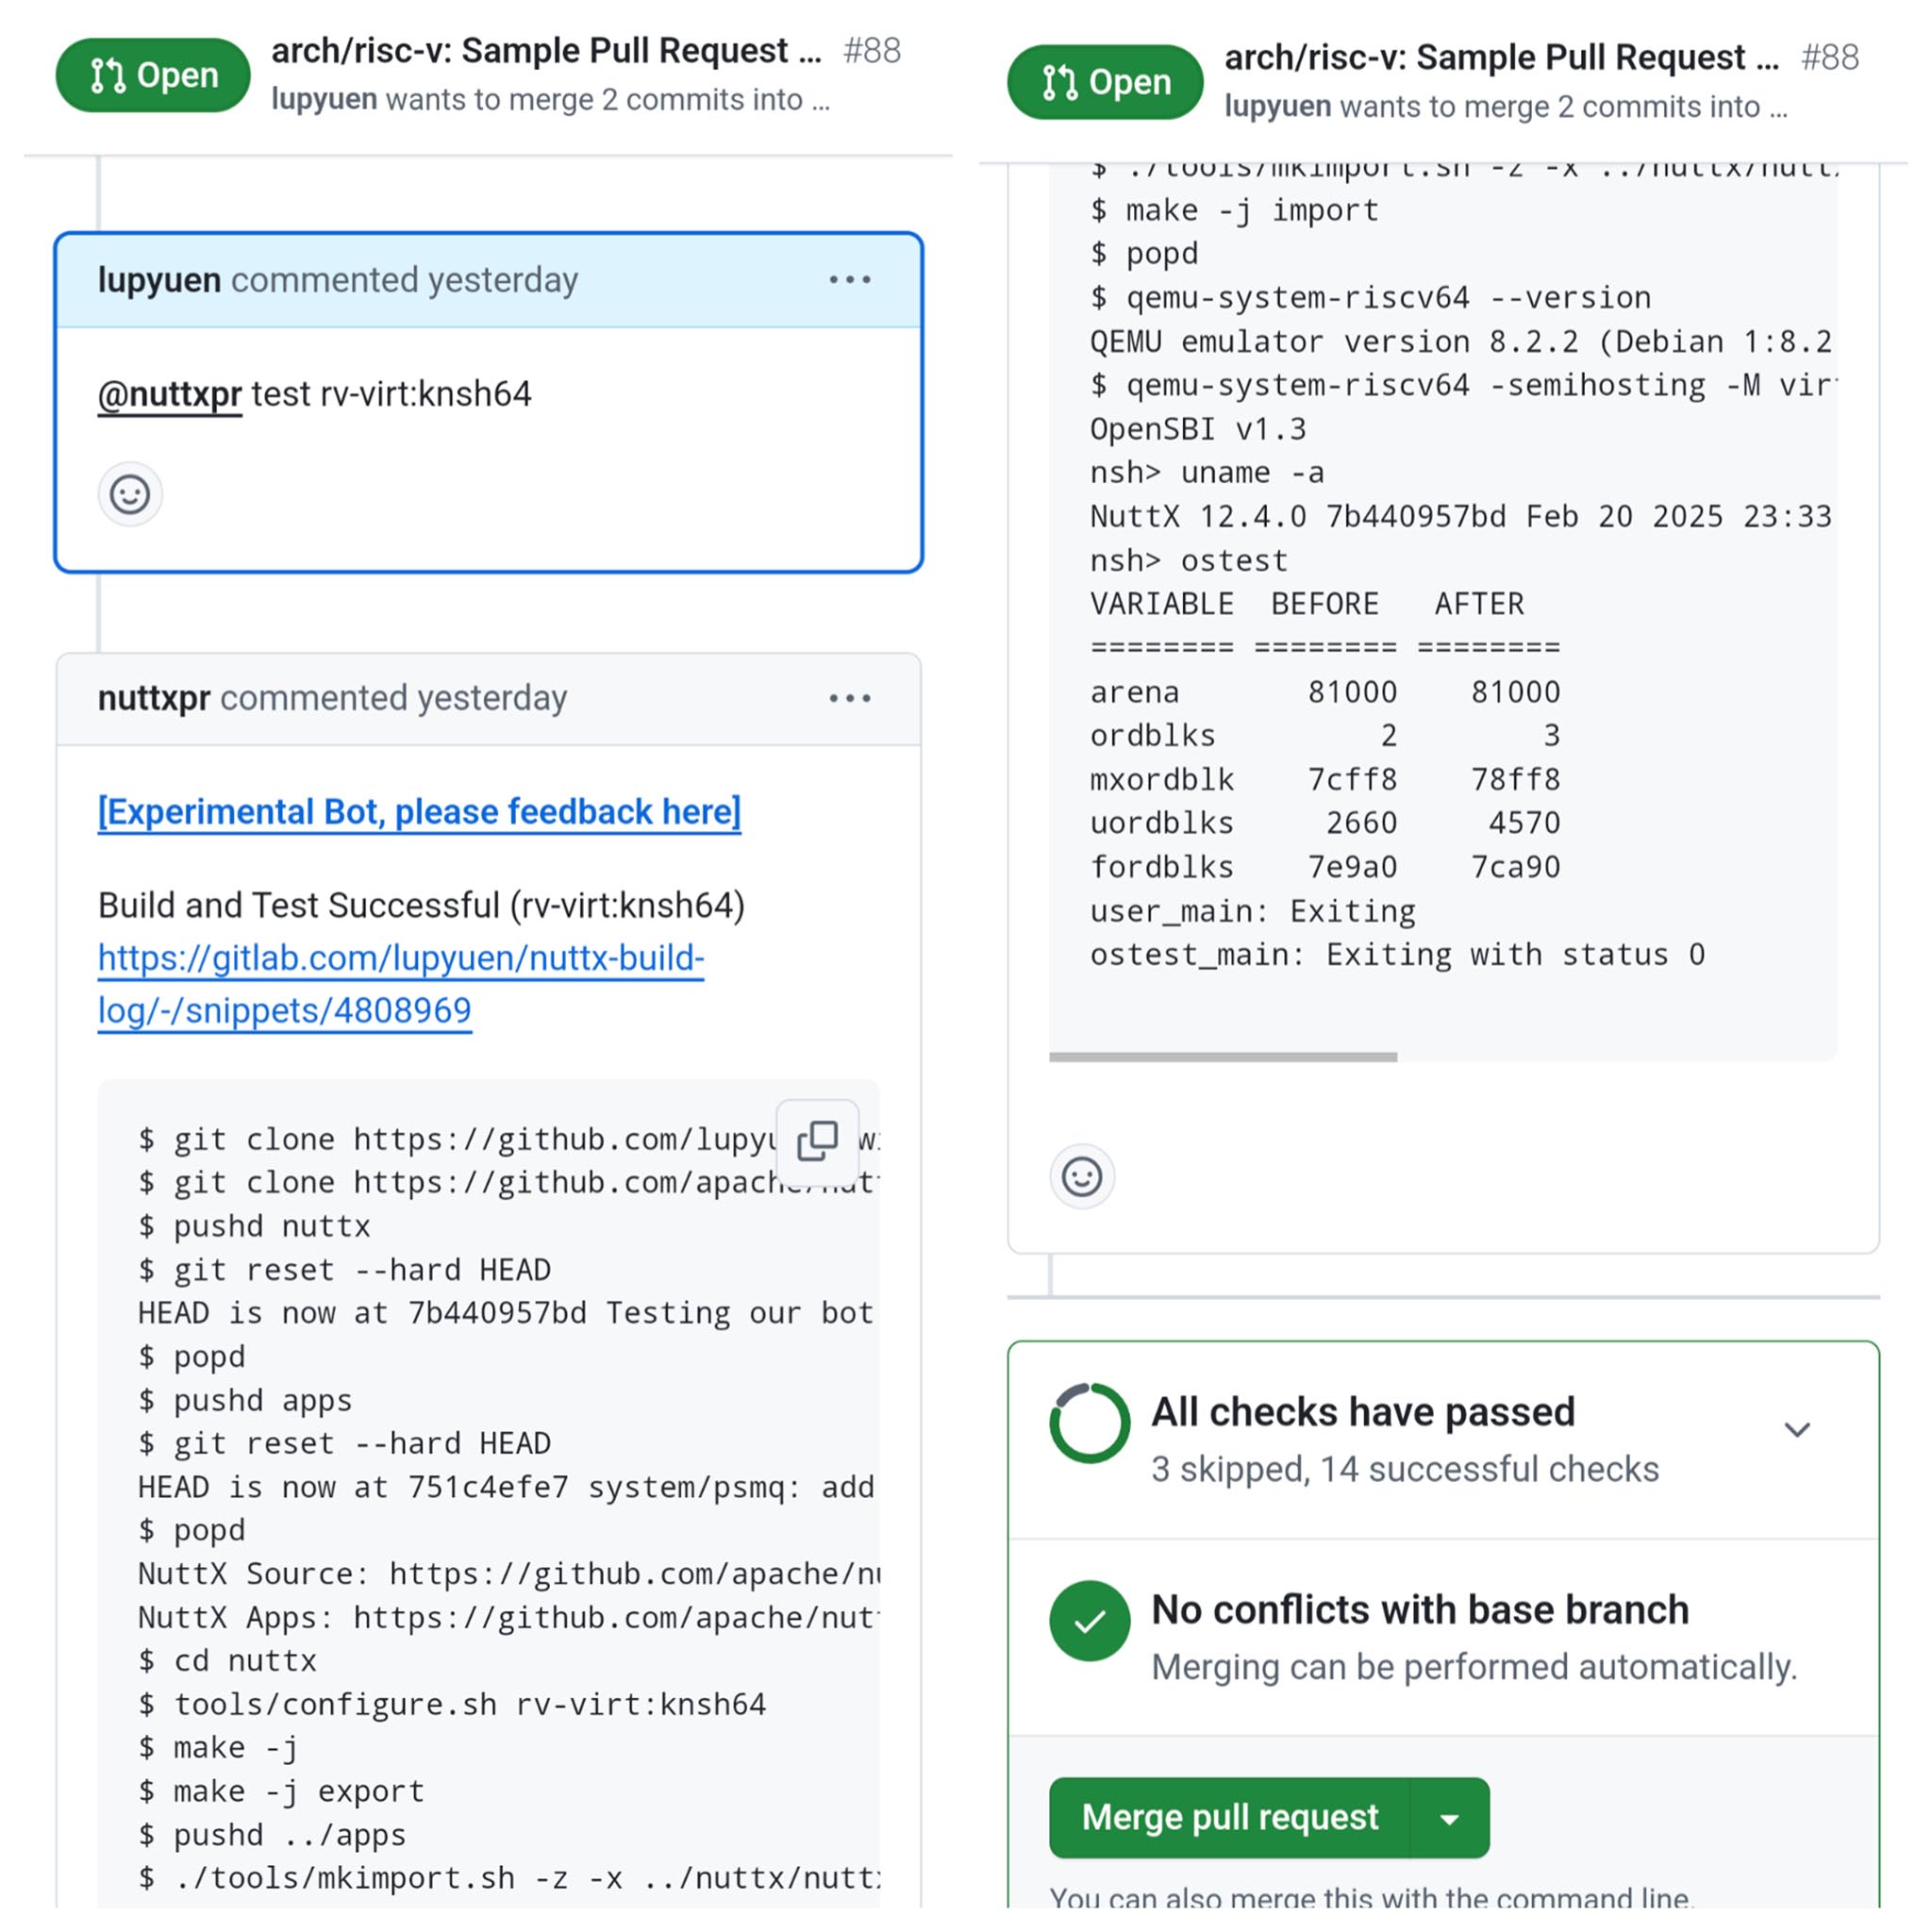 Open
arch/risc-v: Sample Pull Request ... #88
lupyuen wants to merge 2 commits into ...
lupyuen commented yesterday
@nuttxpr test rv-virt:knsh64
nuttxpr commented yesterday
[Experimental Bot, please feedback here]
Build and Test Successful (rv-virt:knsh64)
https://gitlab.com/lupyuen/nuttx-build-
log/-/snippets/4808969
$ git clone https://github.com/lupyu
$ git clone https://github.com/apache/nut
$ pushd nuttx
$ git reset --hard HEAD
HEAD is now at 7b440957bd Testing our bot
$ popd
$ pushd apps
$ git reset --hard HEAD
HEAD is now at 751c4efe7 system/psmq: add
$ popd
NuttX Source: https://github.com/apache/nu
NuttX Apps: https://github.com/apache/nut
$ cd nuttx
$ tools/configure.sh rv-virt:knsh64
$ make -j
$ make -j export
$ pushd ../apps
$ ./tools/mkimport.sh -z -x ../nuttx/nutt
Open
arch/risc-v: Sample Pull Request ... #88
lupyuen wants to merge 2 commits into ...
$ ./tools/mkimport.sh -z -x ../nuttx/nutt
$ make -j import
$ popd
$ qemu-system-riscv64 --version
QEMU emulator version 8.2.2 (Debian 1:8.2
$ qemu-system-riscv64 -semihosting -M vir
OpenSBI v1.3
nsh> uname -a
NuttX 12.4.0 7b440957bd Feb 20 2025 23:33
nsh> ostest
VARIABLE BEFORE AFTER
======== ======== ========
arena 81000 81000
ordblks 2 3
mxordblk 7cff8 78ff8
uordblks 2660 4570
fordblks 7e9a0 7ca90
user_main: Exiting
ostest_main: Exiting with status 0
All checks have passed
3 skipped, 14 successful checks
No conflicts with base branch
Merging can be performed automatically.
Merge pull request
You can also merge this with the command line.